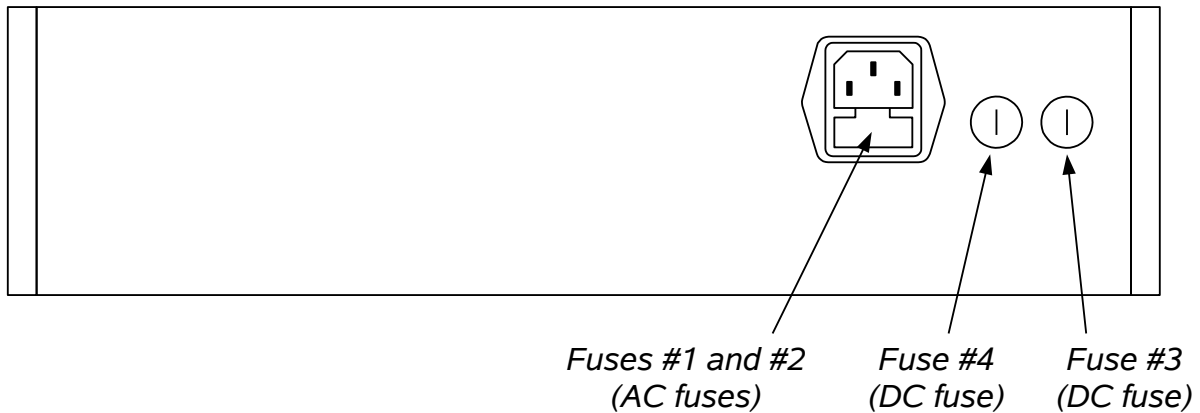 Fuses #1 and #2
(AC fuses)
Fuse #4
(DC fuse)
Fuse #3
(DC fuse)